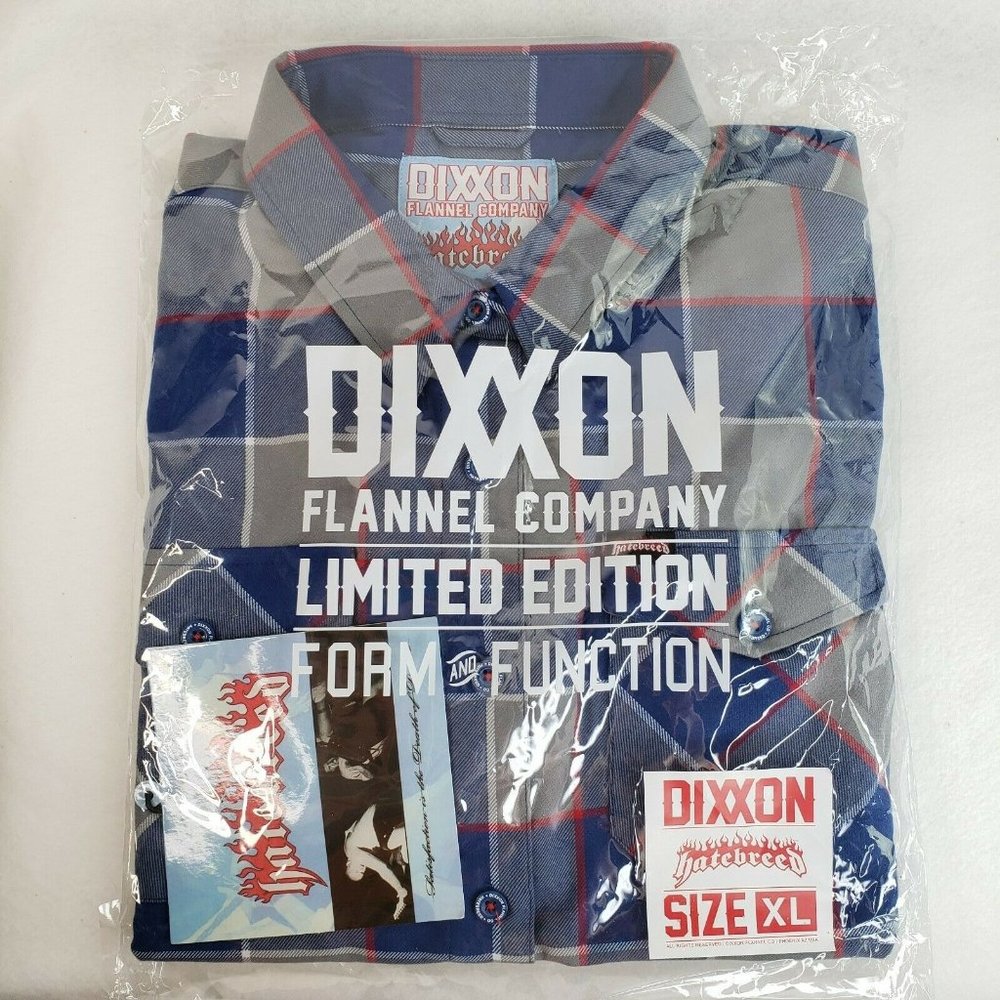 DIXXON
FLANNEL COMPANY
hatebreed
DIXXON
FLANNEL COMPANY
hatebreed
LIMITED EDITION
FORM AND FUNCTION
hatebreed
Satisfaction is the Death of
DIXXON
hatebreed
SIZE XL